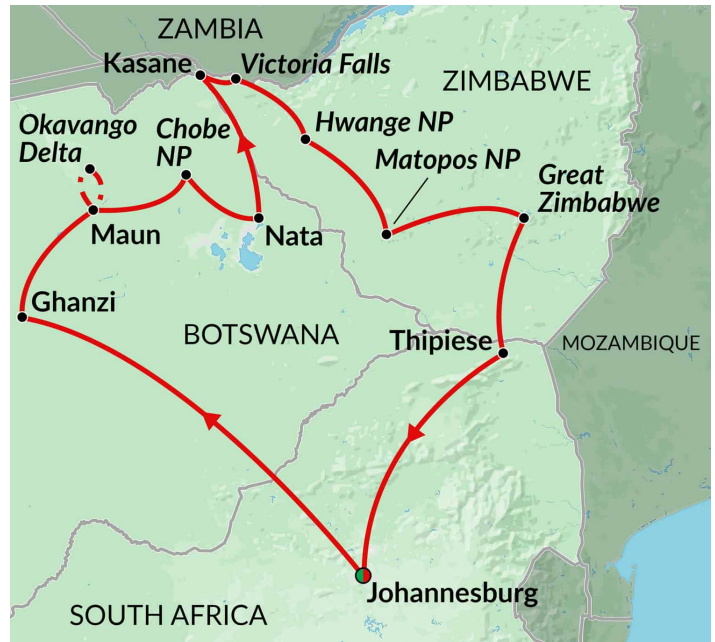 ZAMBIA
Kasane
Victoria Falls
ZIMBABWE
Okavango
Delta
Chobe
NP
Hwange NP
Matopos NP
Great
Zimbabwe
Maun
Nata
Ghanzi
BOTSWANA
Thipiese
MOZAMBIQUE
Johannesburg
SOUTH AFRICA